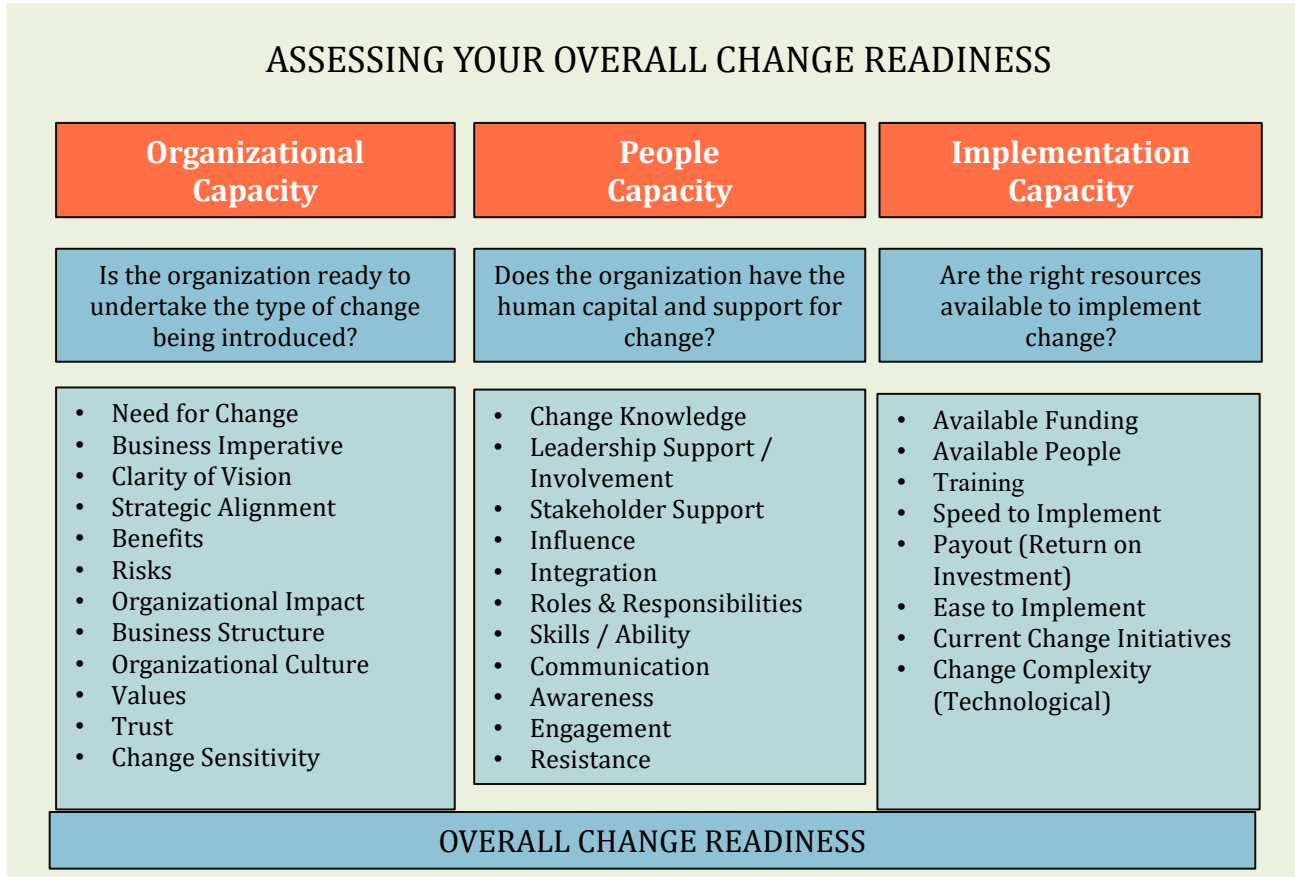 ASSESSING YOUR OVERALL CHANGE READINESS
Organizational
Capacity
Is the organization ready to
undertake the type of change
being introduced?
• Need for Change
• Business Imperative
• Clarity of Vision
• Strategic Alignment
• Benefits
• Risks
• Organizational Impact
• Business Structure
• Organizational Culture
• Values
• Trust
• Change Sensitivity
People
Capacity
Does the organization have the
human capital and support for
change?
• Change Knowledge
• Leadership Support /
Involvement
• Stakeholder Support
• Influence
• Integration
• Roles & Responsibilities
• Skills / Ability
• Communication
• Awareness
• Engagement
• Resistance
Implementation
Capacity
Are the right resources
available to implement
change?
• Available Funding
• Available People
• Training
• Speed to Implement
• Payout (Return on
Investment)
• Ease to Implement
• Current Change Initiatives
• Change Complexity
(Technological)
OVERALL CHANGE READINESS